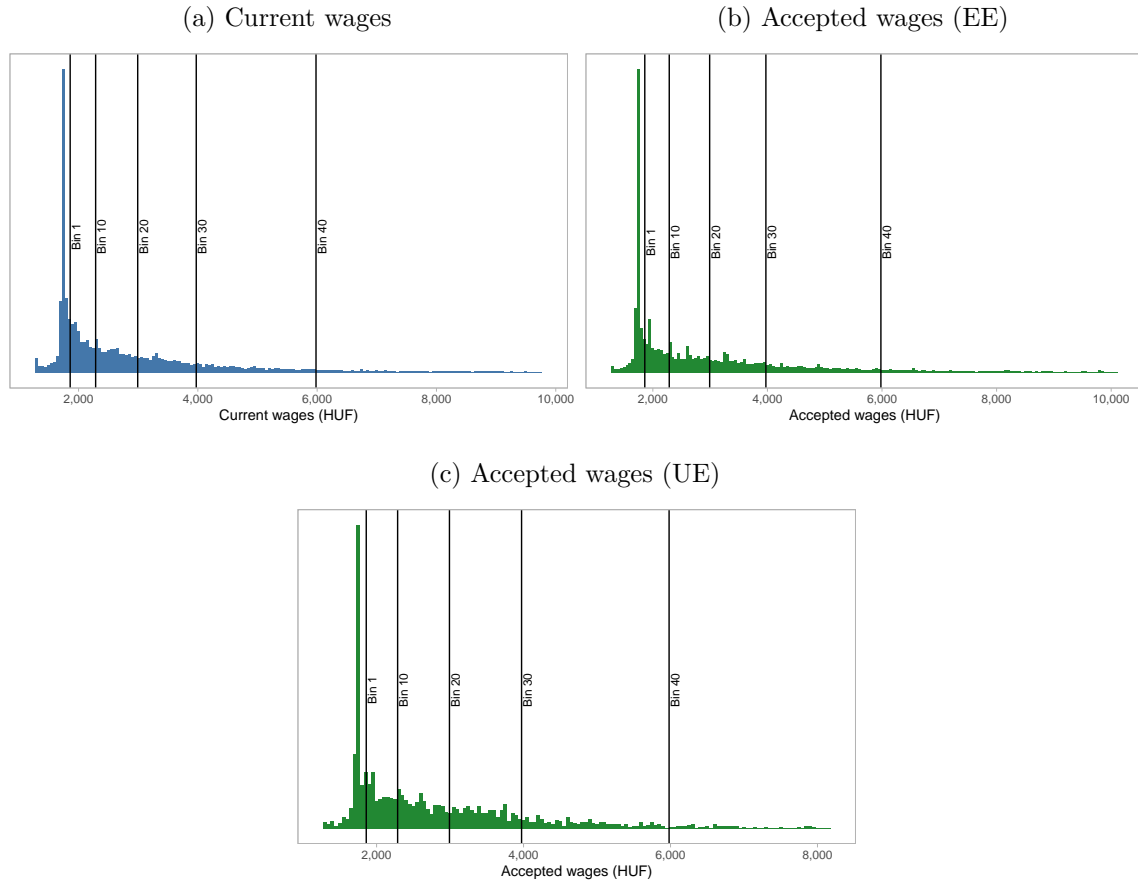 (a) Current wages
(b) Accepted wages (EE)
Bin 1
Bin 10
Bin 20
Bin 30
Bin 40
2,000
4,000
6,000
8,000
10,000
Current wages (HUF)
Bin 1
Bin 10
Bin 20
Bin 30
Bin 40
2,000
4,000
6,000
8,000
10,000
Accepted wages (HUF)
(c) Accepted wages (UE)
Bin 1
Bin 10
Bin 20
Bin 30
Bin 40
2,000
4,000
6,000
8,000
Accepted wages (HUF)